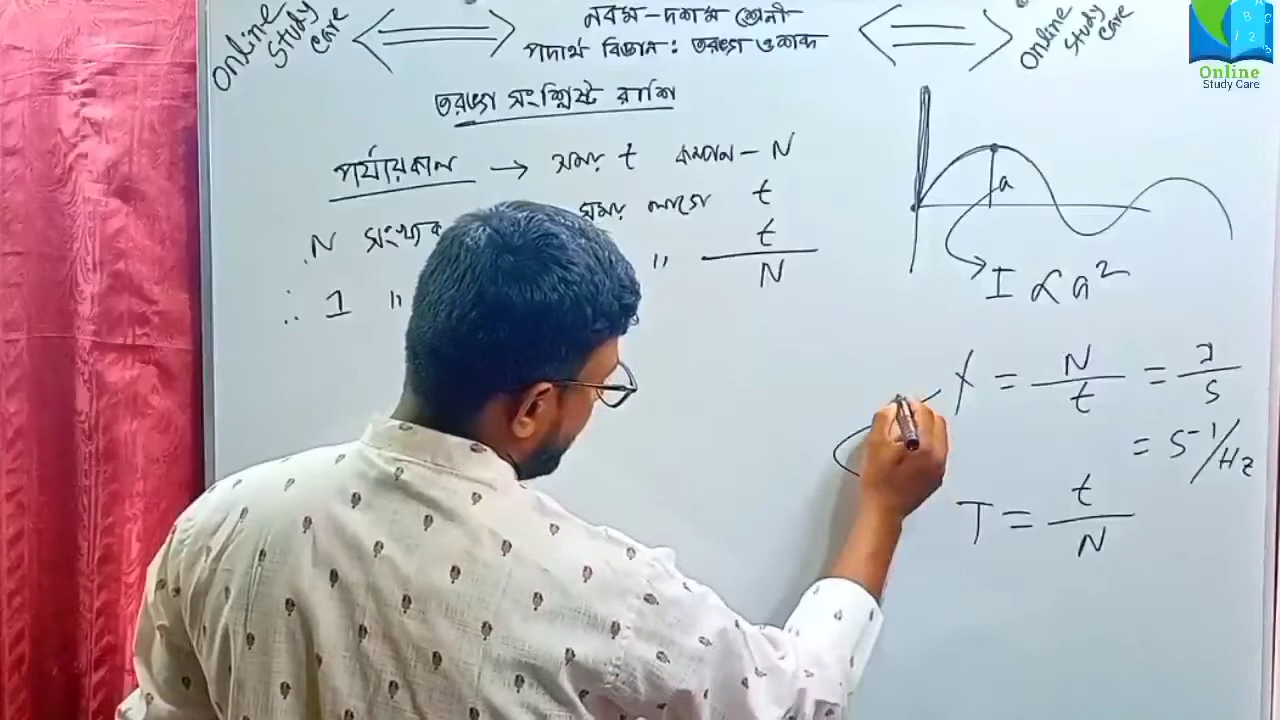 Online Study Care
নবম-দশম শ্রেনী
পদার্থ বিজ্ঞান : তরঙ্গ ও শব্দ
Online Study Care
Online
Study Care
তরঙ্গ সংশ্লিষ্ট রাশি
পর্যায়কাল → সময় t কম্পন - N
N সংখ্যক সময় লাগে t
∴ 1 " " t/N
a
I ∝ a²
f = N/t = 1/s
= s⁻¹/Hz
T = t/N